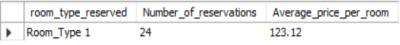 room_type_reserved Number_of_reservations Average_price_per_room
Room_Type 1 24 123.12